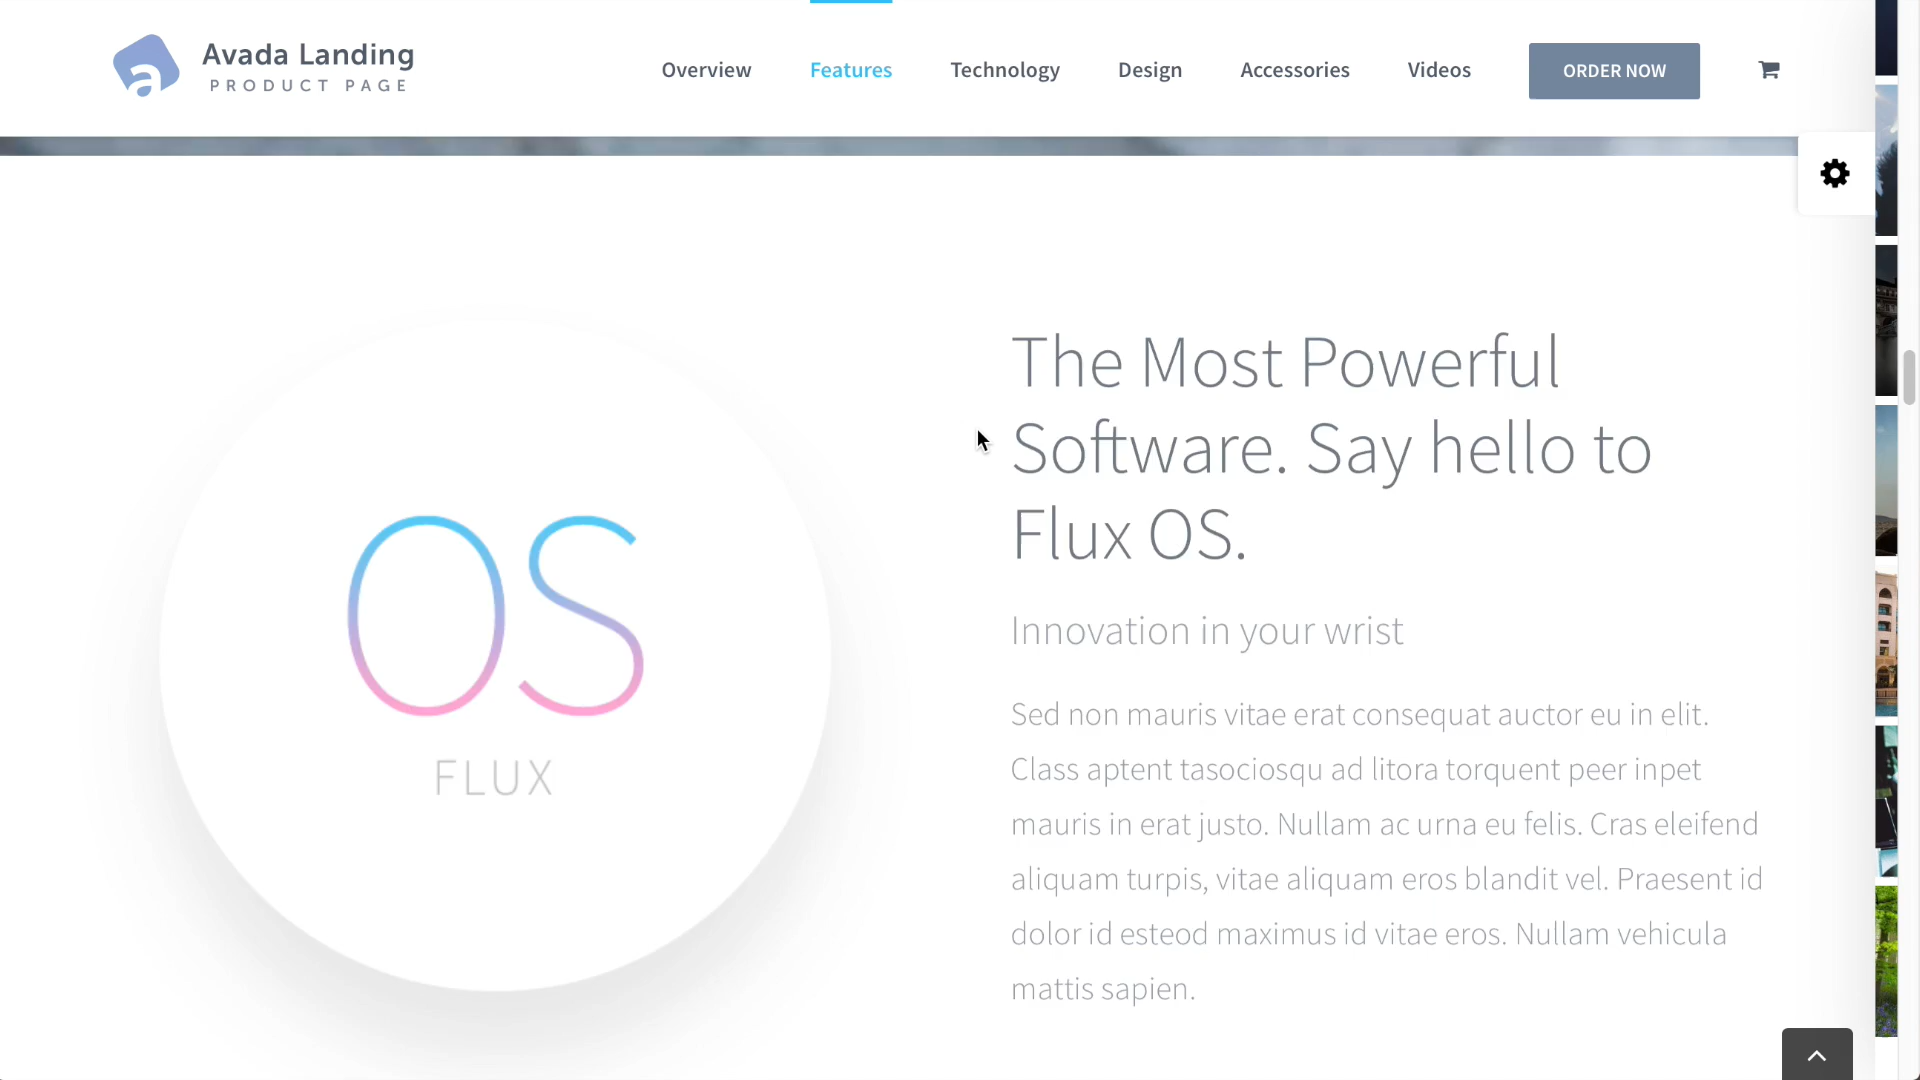 Avada Landing
PRODUCT PAGE
Overview
Features
Technology
Design
Accessories
Videos
ORDER NOW
OS
FLUX
The Most Powerful
Software. Say hello to
Flux OS.
Innovation in your wrist
Sed non mauris vitae erat consequat auctor eu in elit.
Class aptent tasociosqu ad litora torquent peer inpet
mauris in erat justo. Nullam ac urna eu felis. Cras eleifend
aliquam turpis, vitae aliquam eros blandit vel. Praesent id
dolor id esteod maximus id vitae eros. Nullam vehicula
mattis sapien.